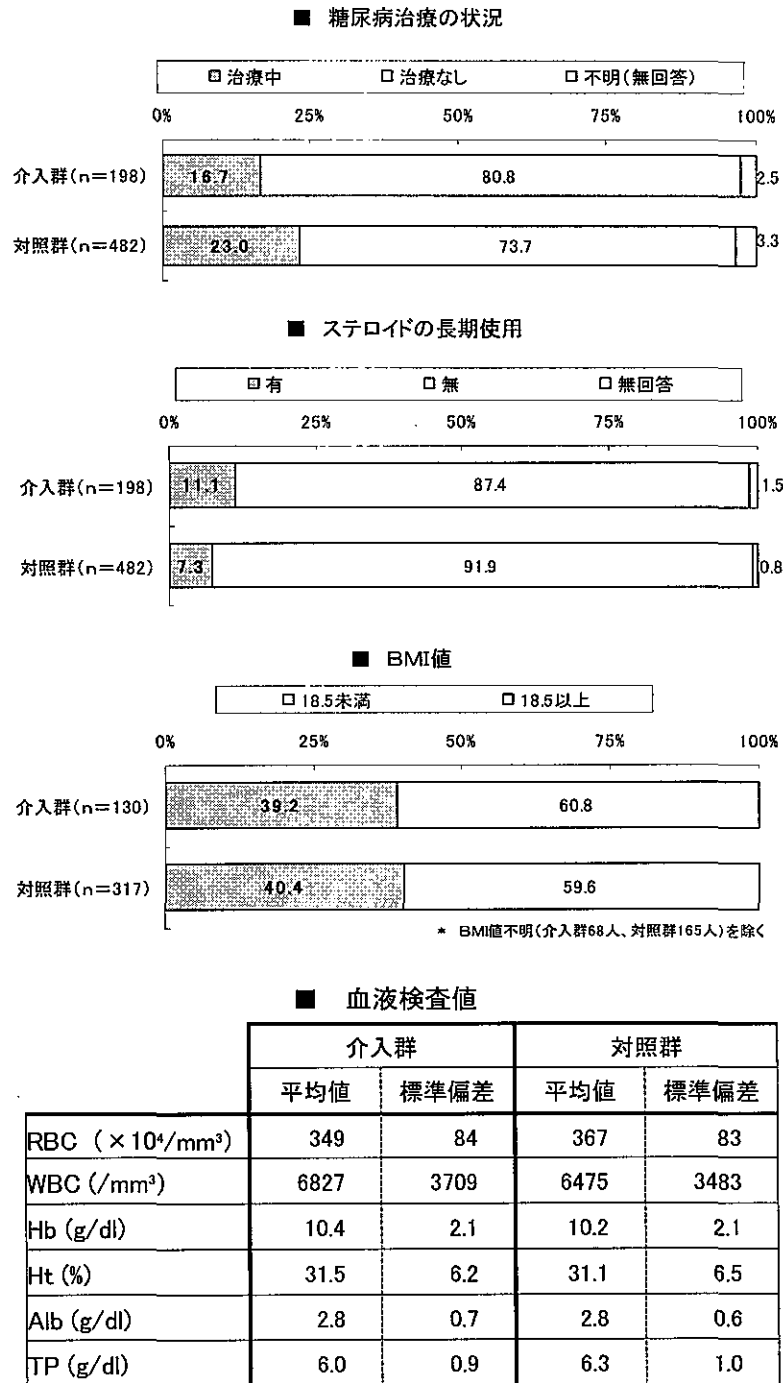 ■ 糖尿病治療の状況
治療中 治療なし 不明(無回答)
0% 25% 50% 75% 100%
介入群(n=198) 16.7 80.8 2.5
対照群(n=482) 23.0 73.7 3.3
■ ステロイドの長期使用
有 無 無回答
0% 25% 50% 75% 100%
介入群(n=198) 11.1 87.4 1.5
対照群(n=482) 7.3 91.9 0.8
■ BMI値
18.5未満 18.5以上
0% 25% 50% 75% 100%
介入群(n=130) 39.2 60.8
対照群(n=317) 40.4 59.6
* BMI値不明(介入群68人、対照群165人)を除く
■ 血液検査値
介入群 対照群
平均値 標準偏差 平均値 標準偏差
RBC (×10⁴/mm³) 349 84 367 83
WBC (/mm³) 6827 3709 6475 3483
Hb (g/dl) 10.4 2.1 10.2 2.1
Ht (%) 31.5 6.2 31.1 6.5
Alb (g/dl) 2.8 0.7 2.8 0.6
TP (g/dl) 6.0 0.9 6.3 1.0